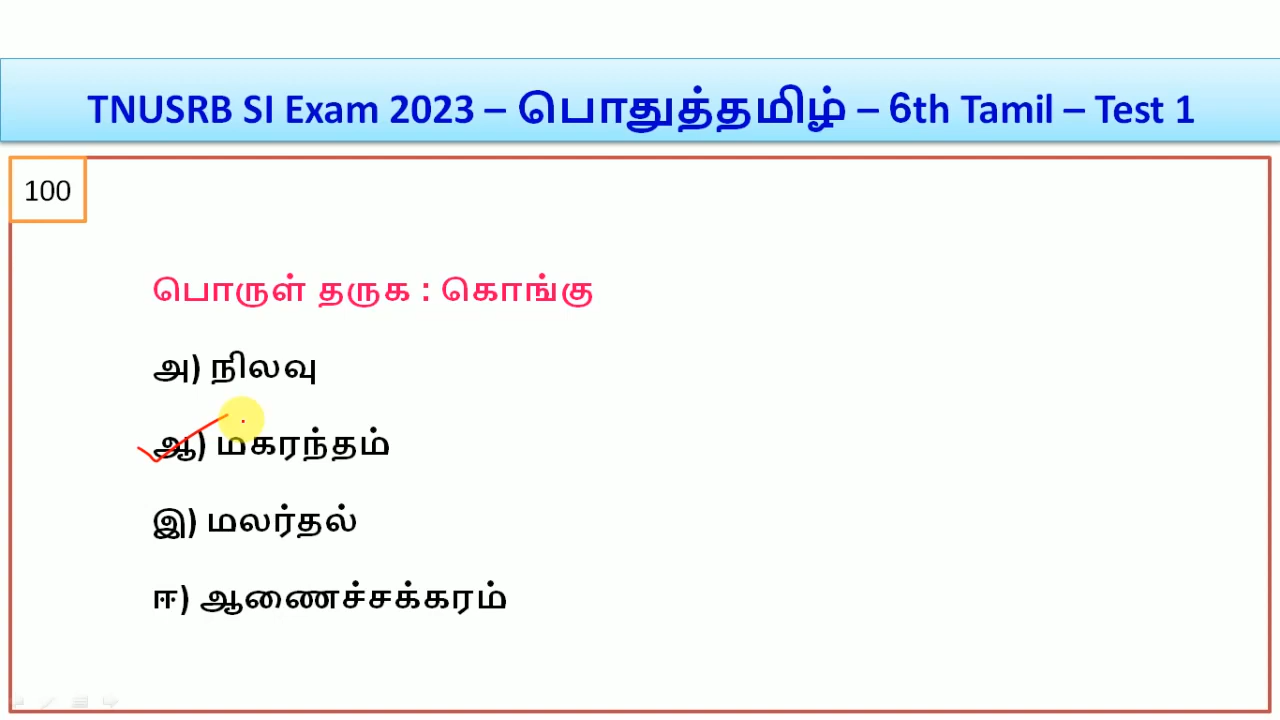 TNUSRB SI Exam 2023 – பொதுத்தமிழ் – 6th Tamil – Test 1
100
பொருள் தருக : கொங்கு
அ) நிலவு
ஆ) மகரந்தம்
இ) மலர்தல்
ஈ) ஆணைச்சக்கரம்